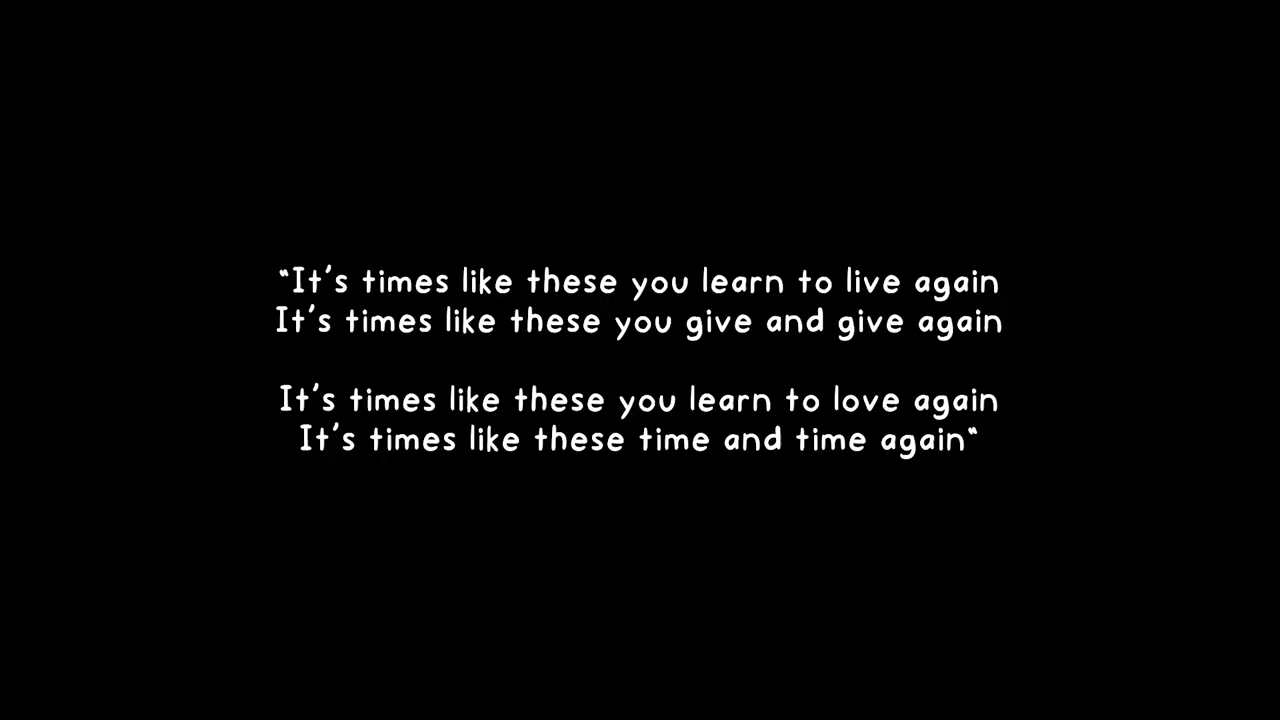 "It's times like these you learn to live again
It's times like these you give and give again
It's times like these you learn to love again
It's times like these time and time again"